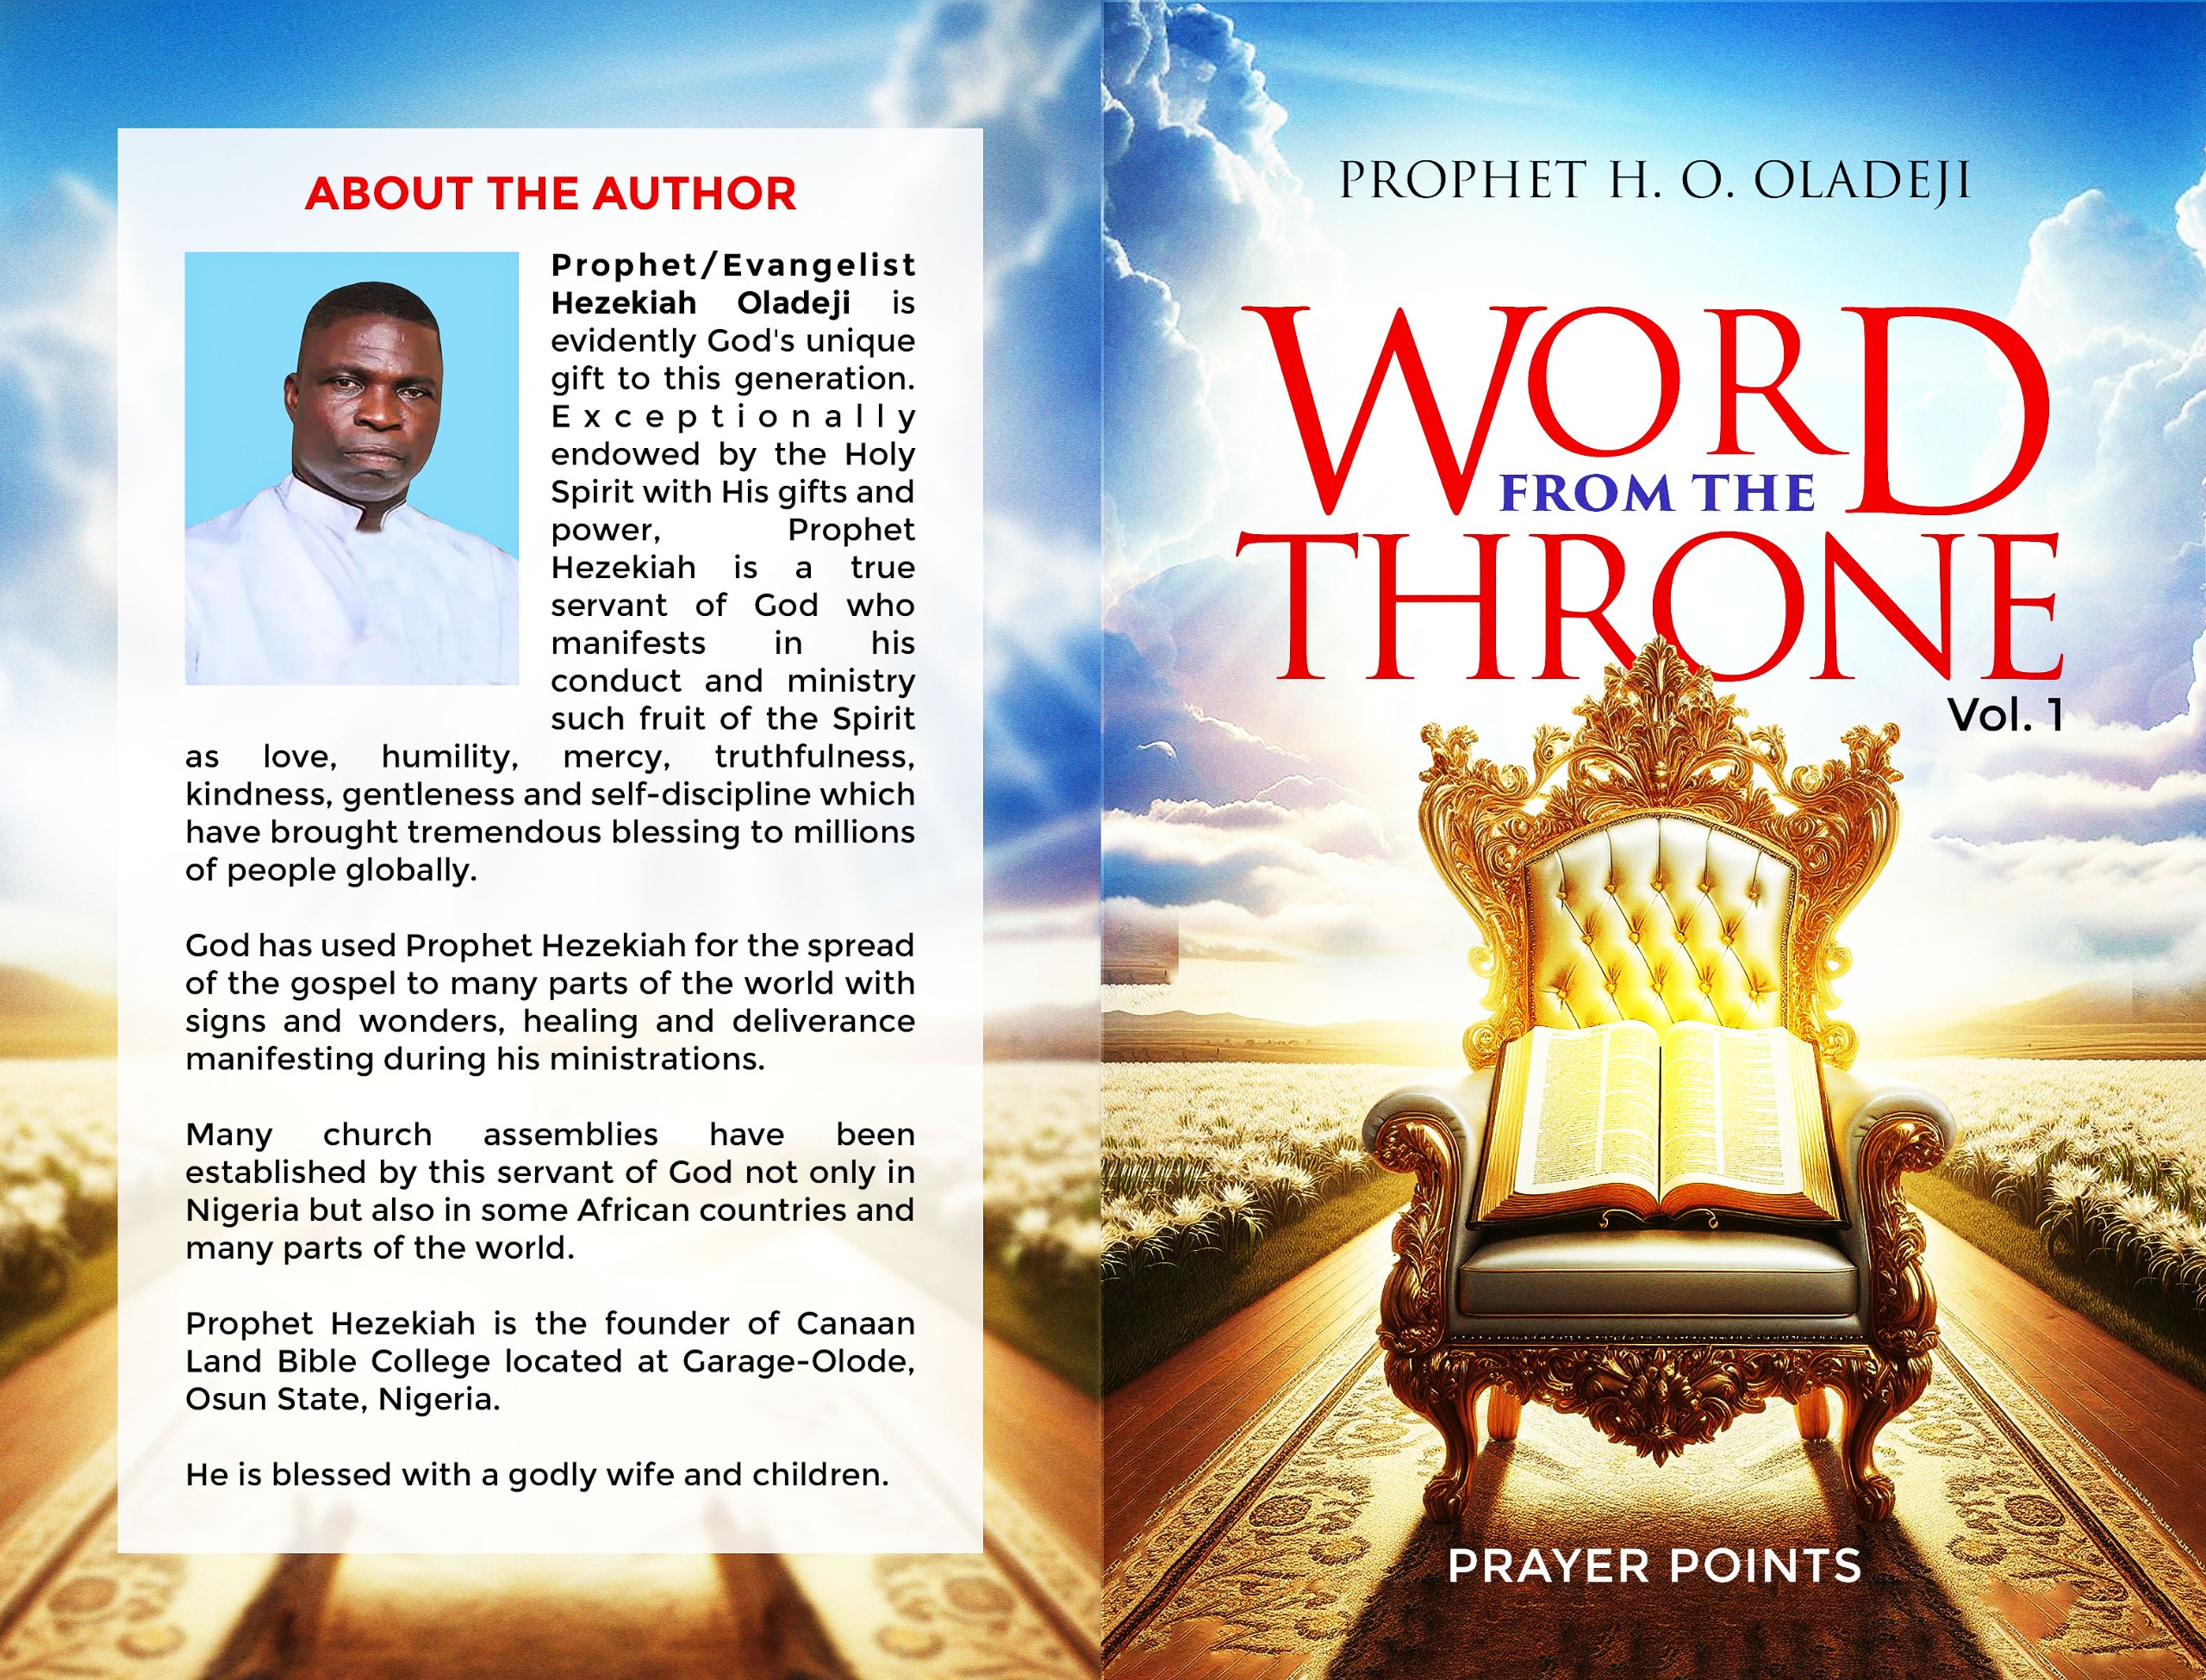 ABOUT THE AUTHOR
Prophet/Evangelist
Hezekiah Oladeji is
evidently God's unique
gift to this generation.
Exceptionally
endowed by the Holy
Spirit with His gifts and
power, Prophet
Hezekiah is a true
servant of God who
manifests in his
conduct and ministry
such fruit of the Spirit
as love, humility, mercy, truthfulness,
kindness, gentleness and self-discipline which
have brought tremendous blessing to millions
of people globally.
God has used Prophet Hezekiah for the spread
of the gospel to many parts of the world with
signs and wonders, healing and deliverance
manifesting during his ministrations.
Many church assemblies have been
established by this servant of God not only in
Nigeria but also in some African countries and
many parts of the world.
Prophet Hezekiah is the founder of Canaan
Land Bible College located at Garage-Olode,
Osun State, Nigeria.
He is blessed with a godly wife and children.
PROPHET H. O. OLADEJI
WORD
FROM THE
THRONE
Vol. 1
PRAYER POINTS